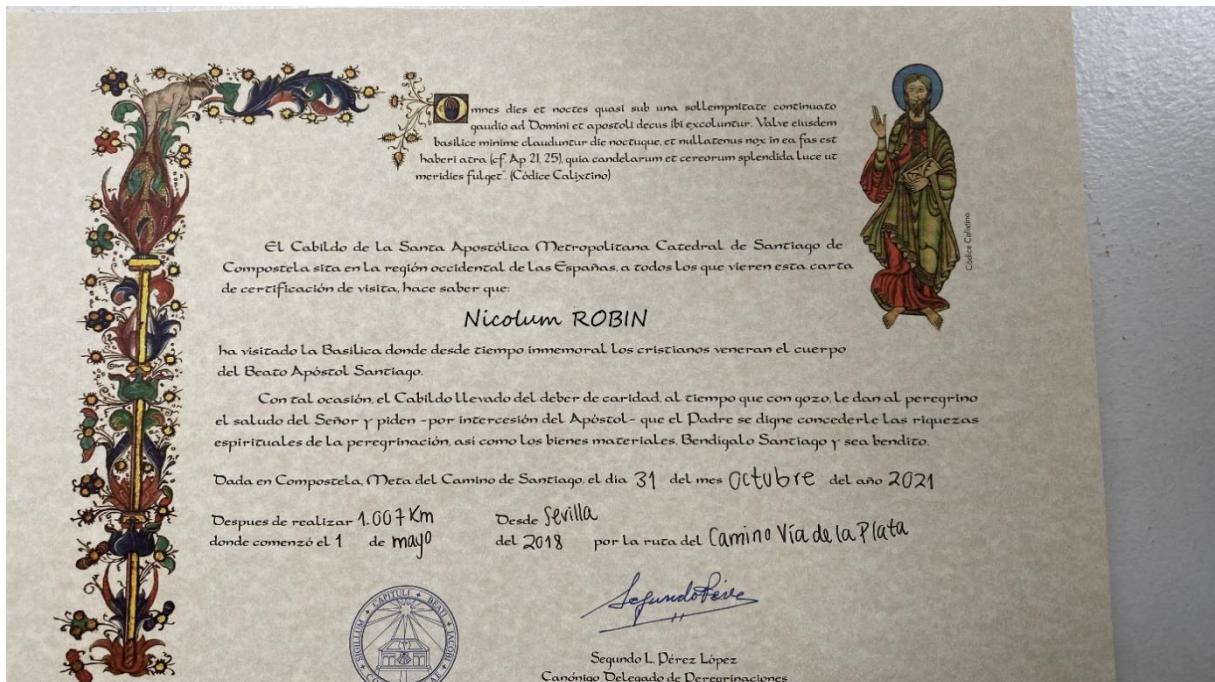 Omnes dies et noctes quasi sub una sollempnitate continuato
gaudio ad Domini et apostoli decus ibi excoluntur. Valve eiusdem
basilice minime clauduntur die noctuque, et nullatenus nox in ea fas est
haberi atra (cf. Ap 21, 25), quia candelarum et cereorum splendida luce ut
meridies fulget". (Códice Calixtino)
Códice Calixtino
El Cabildo de la Santa Apostólica Metropolitana Catedral de Santiago de
Compostela sita en la región occidental de las Españas, a todos los que vieren esta carta
de certificación de visita, hace saber que:
Nicolum ROBIN
ha visitado la Basílica donde desde tiempo inmemoral los cristianos veneran el cuerpo
del Beato Apóstol Santiago.
Con tal ocasión, el Cabildo llevado del deber de caridad, al tiempo que con gozo, le dan al peregrino
el saludo del Señor y piden -por intercesión del Apóstol- que el Padre se digne concederle las riquezas
espirituales de la peregrinación, así como los bienes materiales. Bendígalo Santiago y sea bendito.
Dada en Compostela, Meta del Camino de Santiago, el día 31 del mes Octubre del año 2021
Despues de realizar 1.007 Km Desde Sevilla
donde comenzó el 1 de mayo del 2018 por la ruta del Camino Vía de la Plata
SIGILLUM CAPITULI BEATI JACOBI
Segundo L. Pérez López
Canónigo Delegado de Peregrinaciones